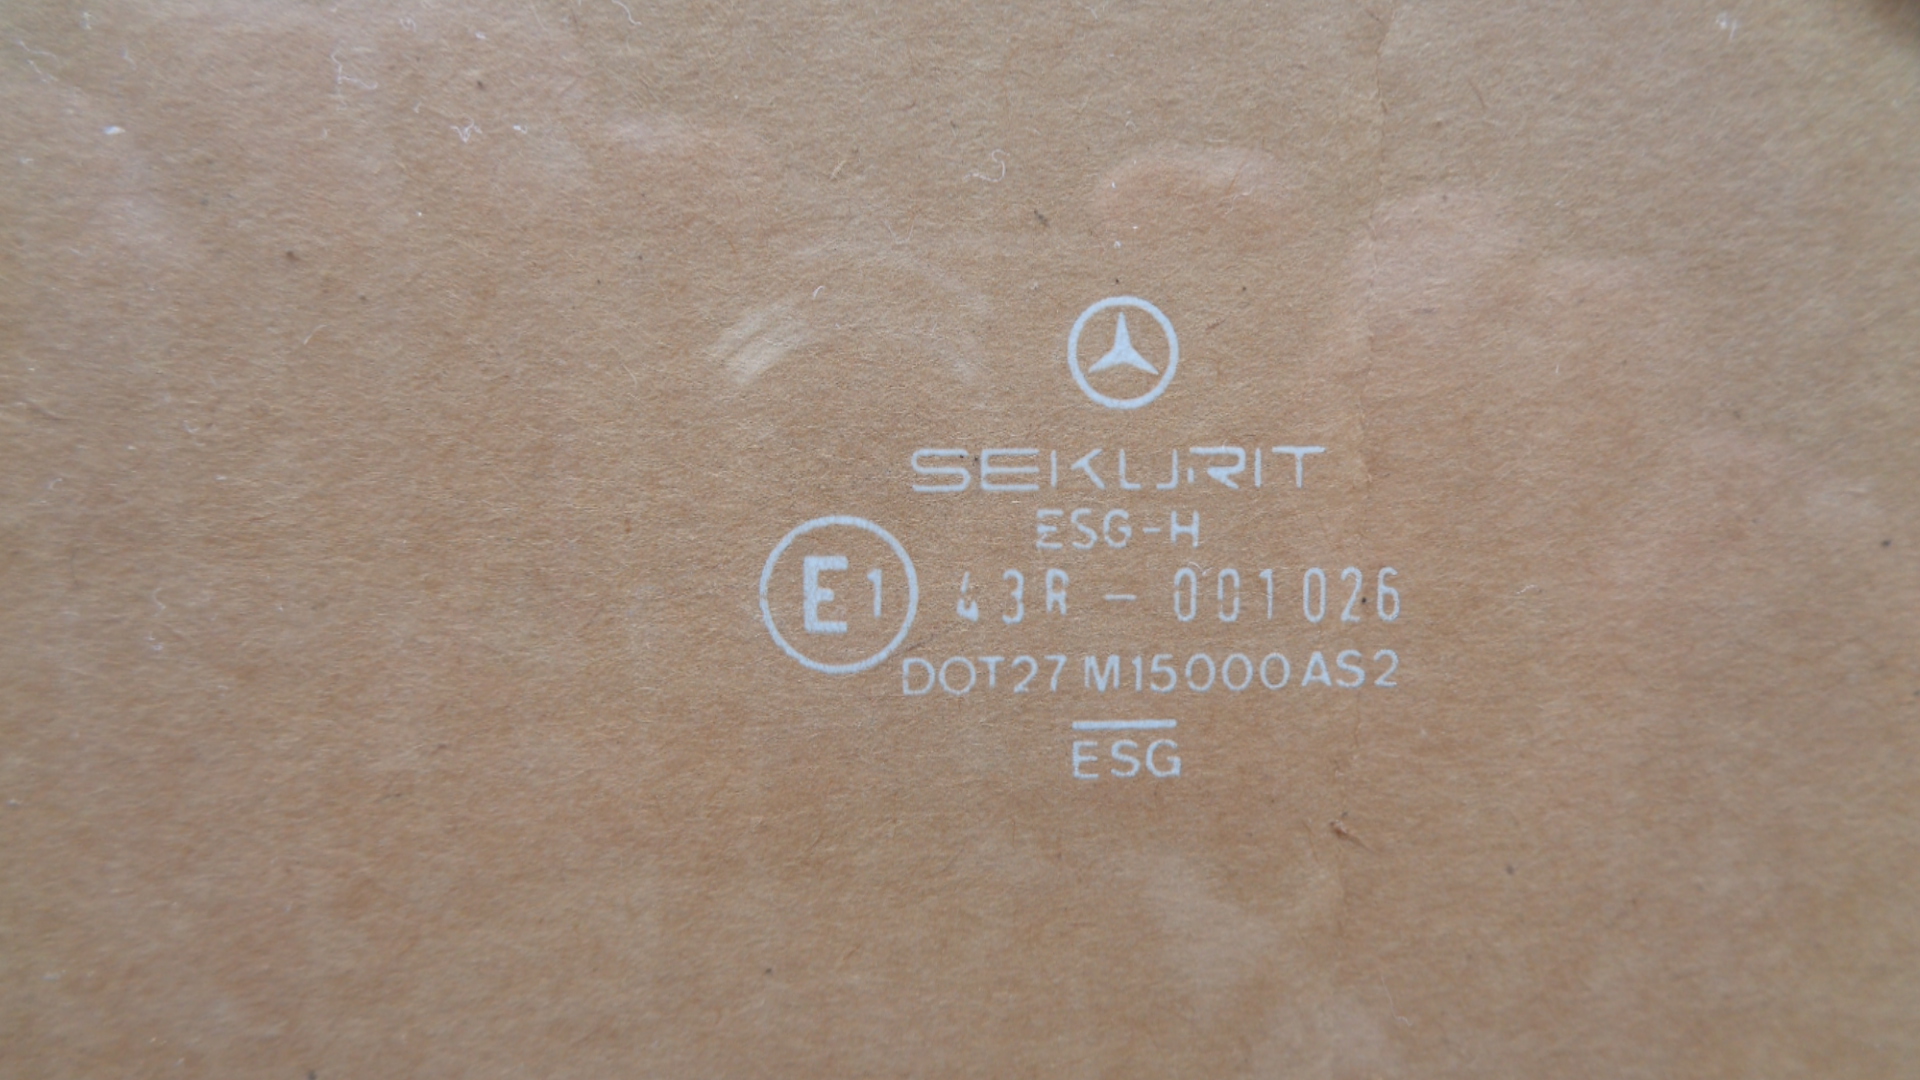 SEKURIT
ESG-H
E1 43R - 001026
DOT27 M15000AS2
ESG